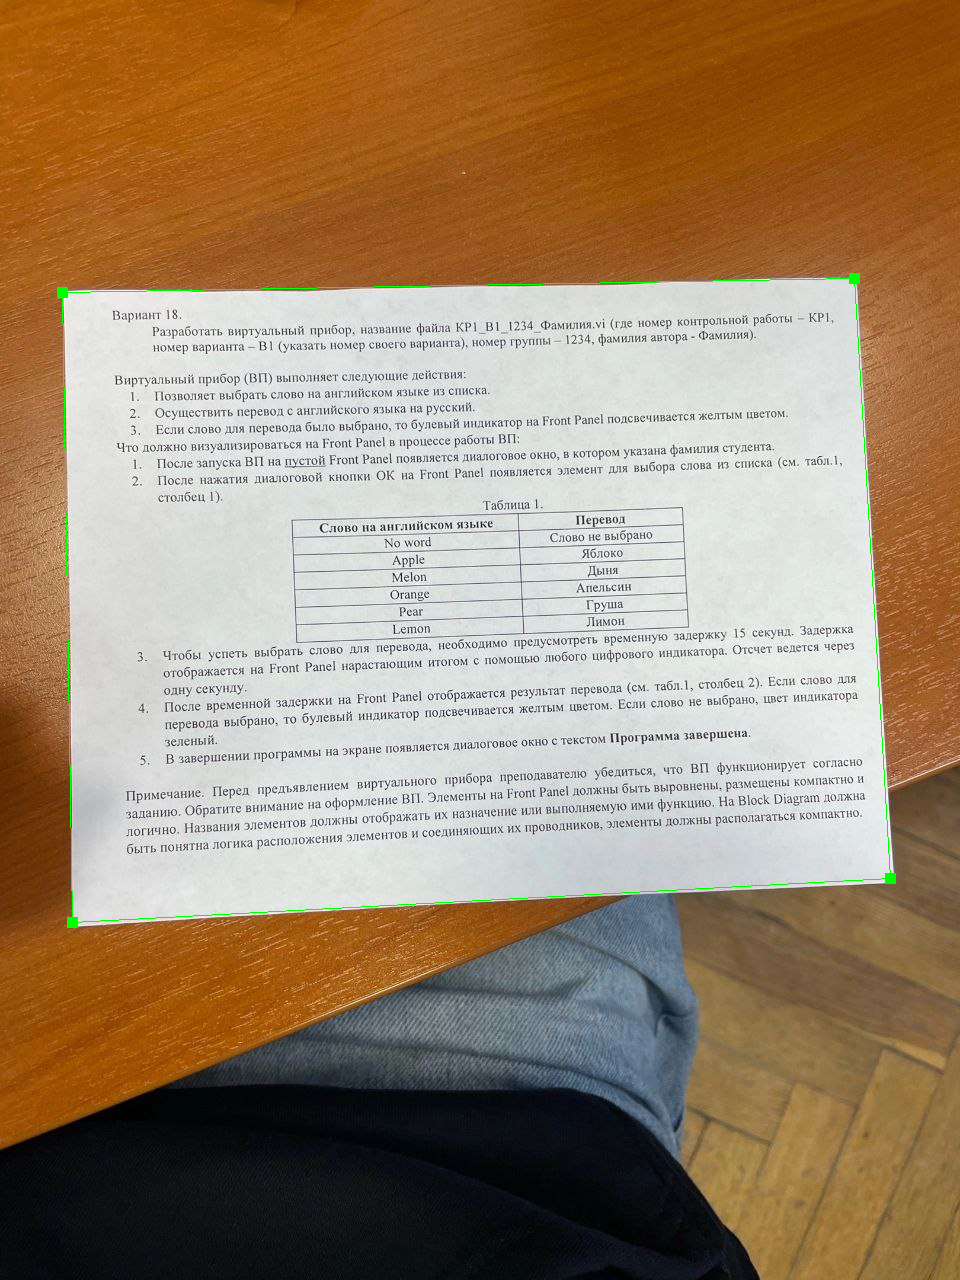 Вариант 18.
Разработать виртуальный прибор, название файла КР1_В1_1234_Фамилия.vi (где номер контрольной работы – КР1,
номер варианта – В1 (указать номер своего варианта), номер группы – 1234, фамилия автора - Фамилия).
Виртуальный прибор (ВП) выполняет следующие действия:
1. Позволяет выбрать слово на английском языке из списка.
2. Осуществить перевод с английского языка на русский.
3. Если слово для перевода было выбрано, то булевый индикатор на Front Panel подсвечивается желтым цветом.
Что должно визуализироваться на Front Panel в процессе работы ВП:
1. После запуска ВП на пустой Front Panel появляется диалоговое окно, в котором указана фамилия студента.
2. После нажатия диалоговой кнопки ОК на Front Panel появляется элемент для выбора слова из списка (см. табл.1,
столбец 1).
Таблица 1.
Слово на английском языке Перевод
No word Слово не выбрано
Apple Яблоко
Melon Дыня
Orange Апельсин
Pear Груша
Lemon Лимон
3. Чтобы успеть выбрать слово для перевода, необходимо предусмотреть временную задержку 15 секунд. Задержка
отображается на Front Panel нарастающим итогом с помощью любого цифрового индикатора. Отсчет ведется через
одну секунду.
4. После временной задержки на Front Panel отображается результат перевода (см. табл.1, столбец 2). Если слово для
перевода выбрано, то булевый индикатор подсвечивается желтым цветом. Если слово не выбрано, цвет индикатора
зеленый.
5. В завершении программы на экране появляется диалоговое окно с текстом Программа завершена.
Примечание. Перед предъявлением виртуального прибора преподавателю убедиться, что ВП функционирует согласно
заданию. Обратите внимание на оформление ВП. Элементы на Front Panel должны быть выровнены, размещены компактно и
логично. Названия элементов должны отображать их назначение или выполняемую ими функцию. На Block Diagram должна
быть понятна логика расположения элементов и соединяющих их проводников, элементы должны располагаться компактно.